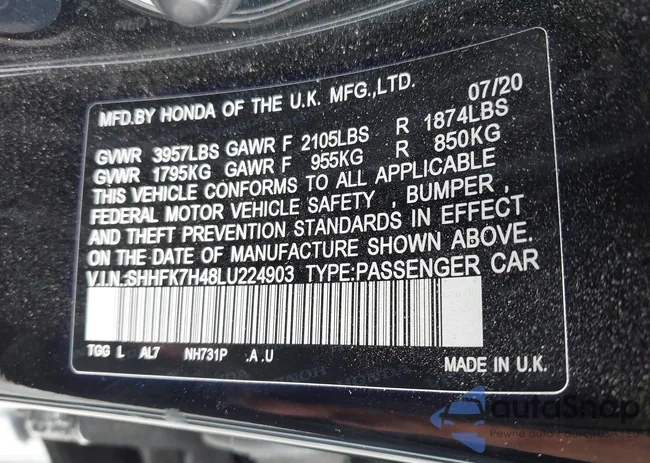 MFD.BY HONDA OF THE U.K. MFG.,LTD. 07/20
GVWR 3957LBS GAWR F 2105LBS R 1874LBS
GVWR 1795KG GAWR F 955KG R 850KG
THIS VEHICLE CONFORMS TO ALL APPLICABLE
FEDERAL MOTOR VEHICLE SAFETY , BUMPER ,
AND THEFT PREVENTION STANDARDS IN EFFECT
ON THE DATE OF MANUFACTURE SHOWN ABOVE.
V.I.N.:SHHFK7H48LU224903 TYPE:PASSENGER CAR
TGG L AL7 NH731P .A .U
MADE IN U.K.
autaShop